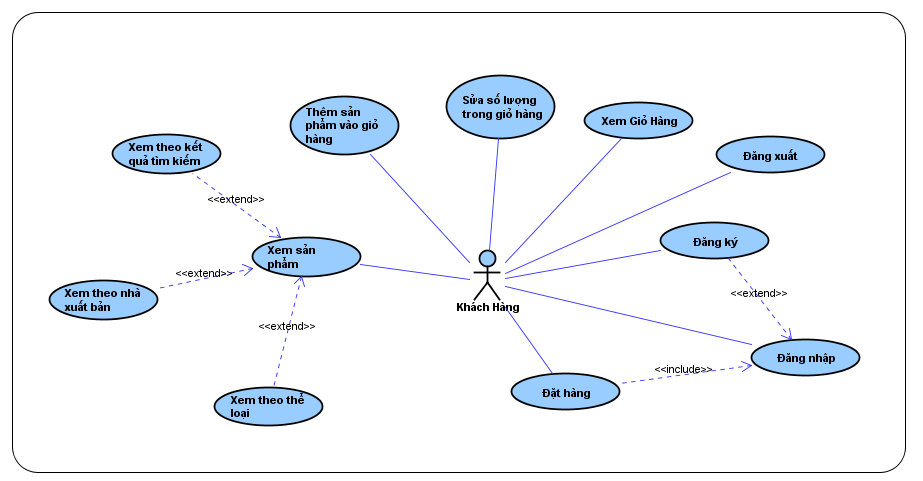 Sửa số lượng
trong giỏ hàng
Thêm sản
phẩm vào giỏ
hàng
Xem Giỏ Hàng
Xem theo kết
quả tìm kiếm
Đăng xuất
<<extend>>
Xem sản
phẩm
Đăng ký
<<extend>>
Xem theo nhà
xuất bản
<<extend>>
Khách Hàng
<<extend>>
Đăng nhập
<<include>>
Đặt hàng
Xem theo thể
loại